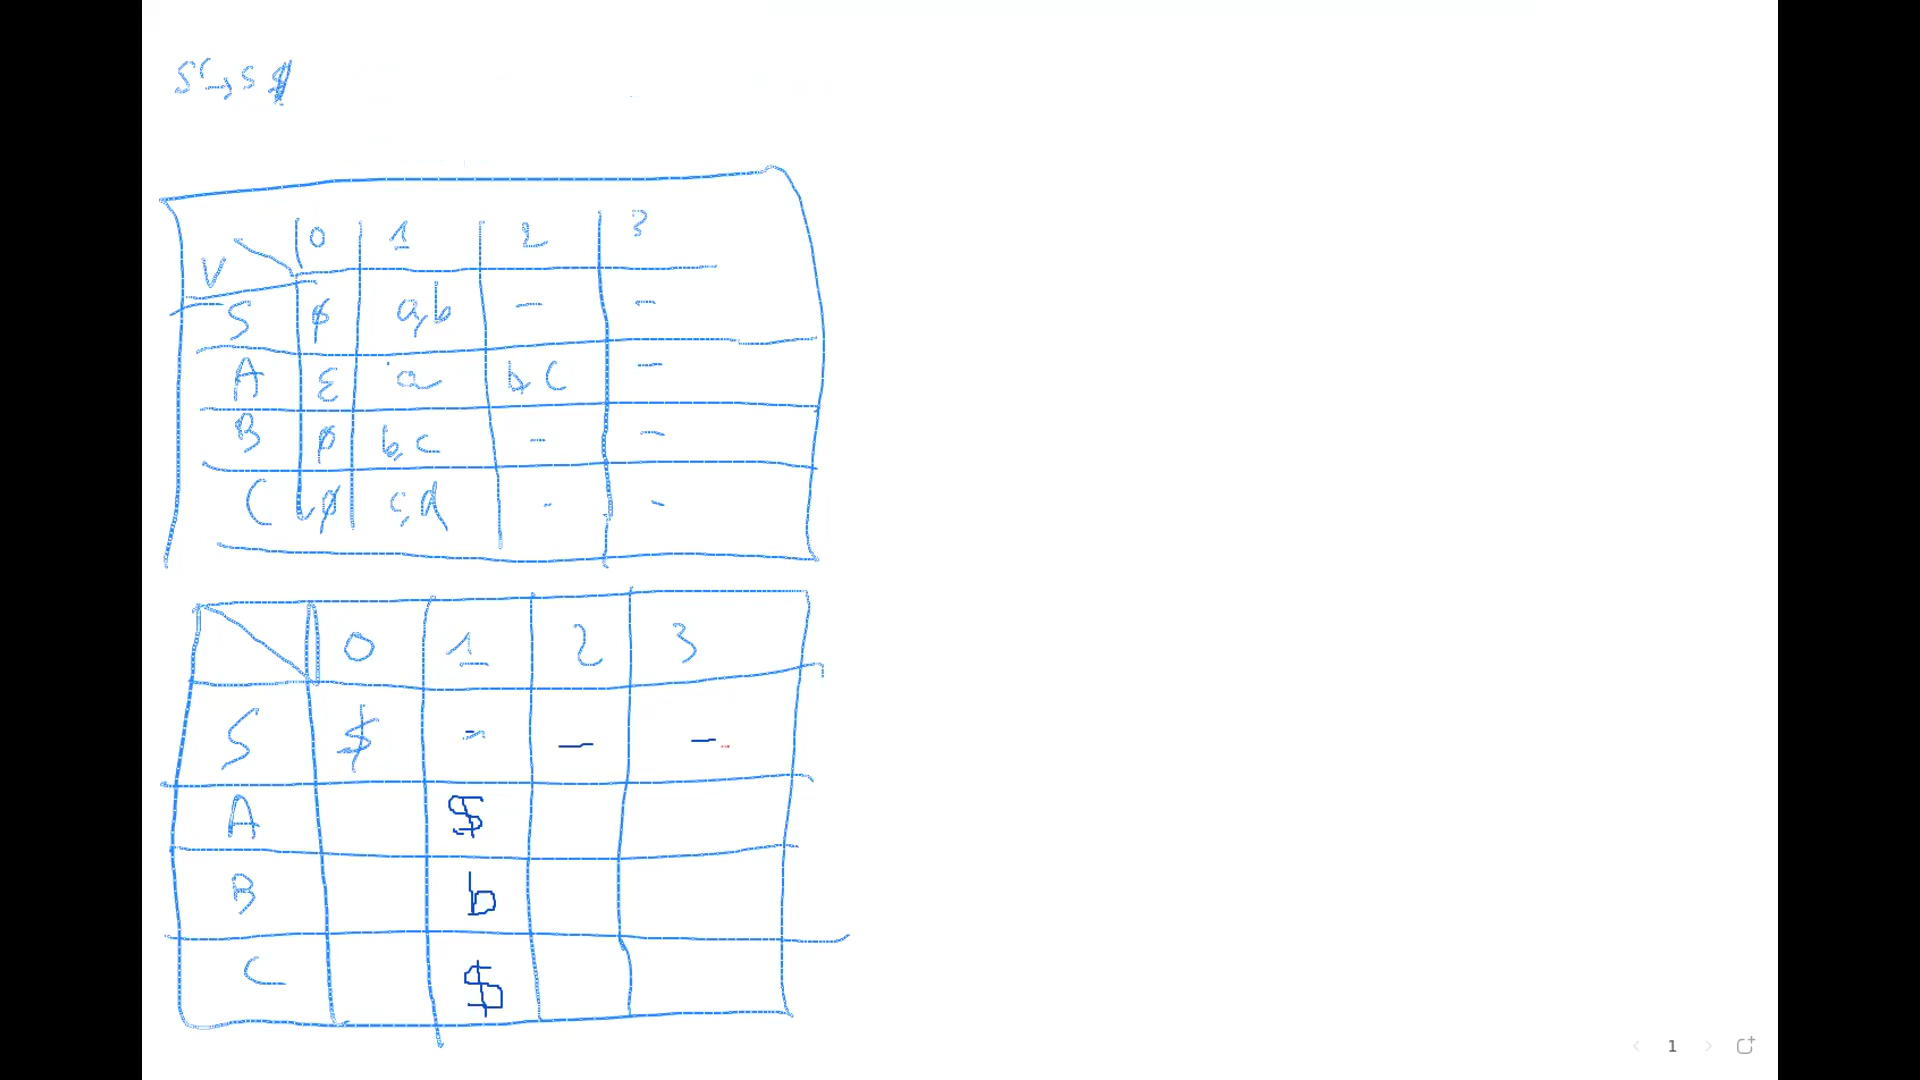 S'→S $
V 0 1 2 3
S ϕ a,b - -
A ε a b, c -
B ϕ b,c - -
C ϕ c,d - -
0 1 2 3
S $ - - -
A $
B b
C $
1